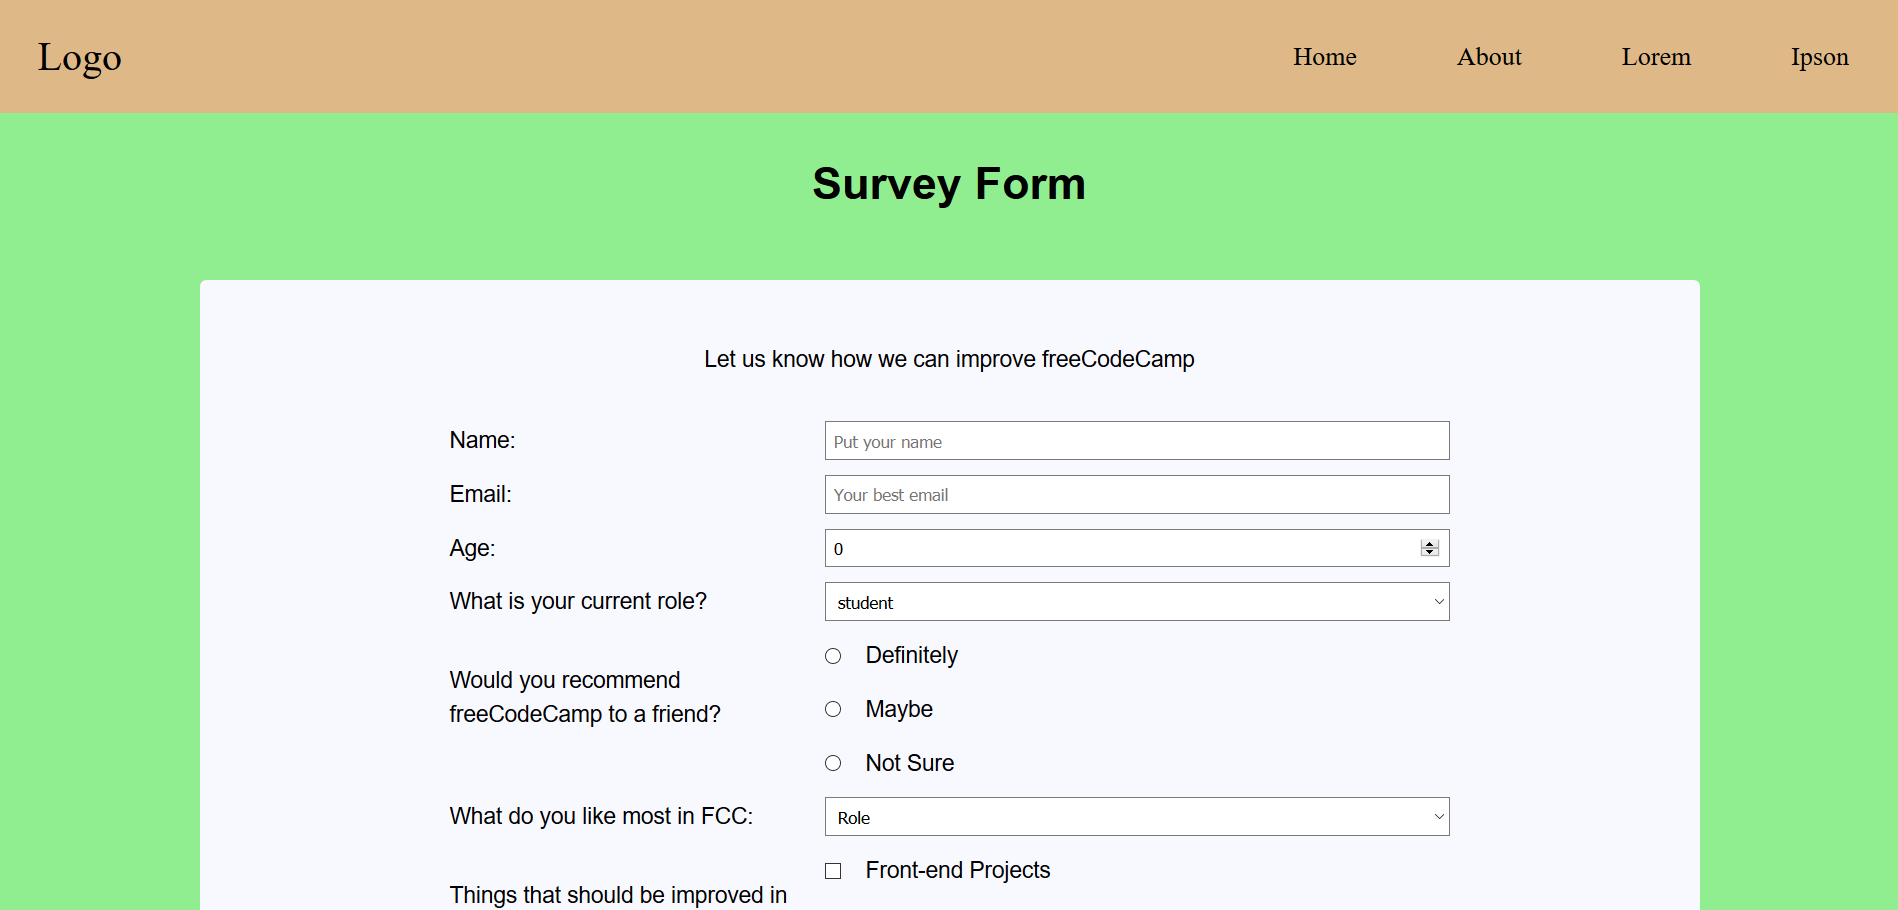 Logo
Home About Lorem Ipson
Survey Form
Let us know how we can improve freeCodeCamp
Name: Put your name
Email: Your best email
Age: 0
What is your current role? student
Definitely
Would you recommend
freeCodeCamp to a friend?
Maybe
Not Sure
What do you like most in FCC: Role
Front-end Projects
Things that should be improved in